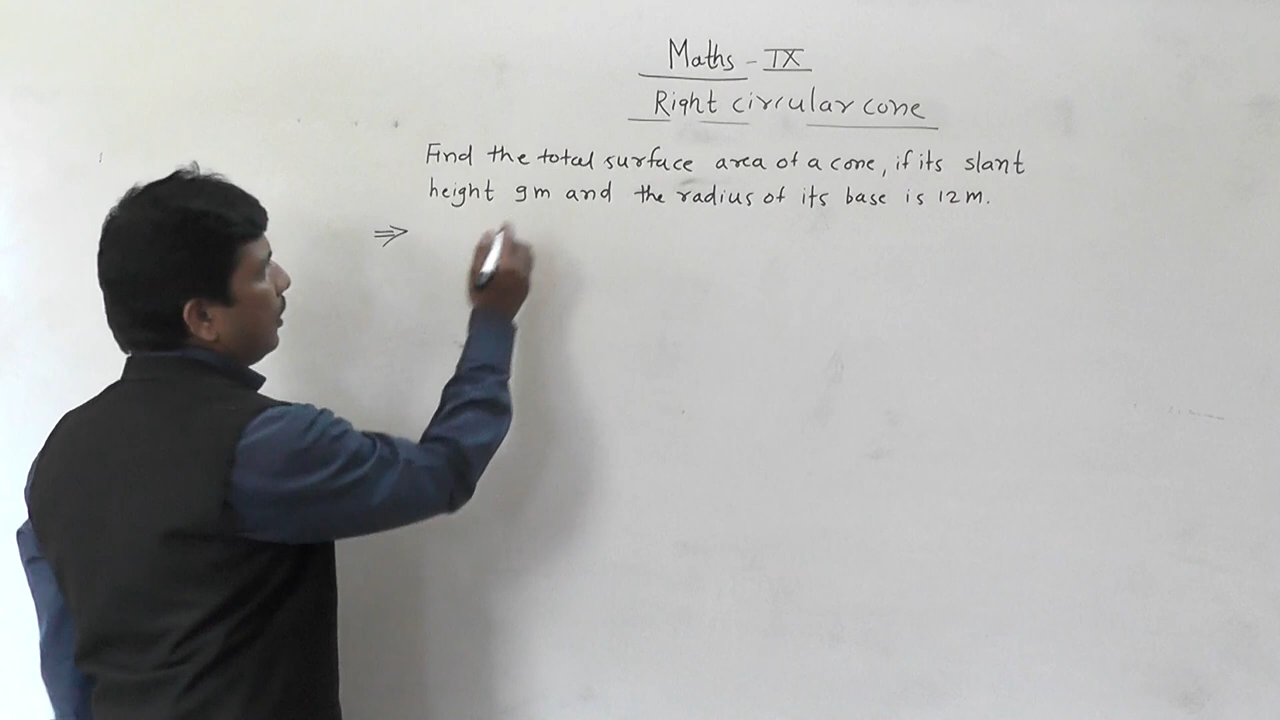 Maths - IX
Right circular cone
Find the total surface area of a cone, if its slant
height 9m and the radius of its base is 12m.
⇒